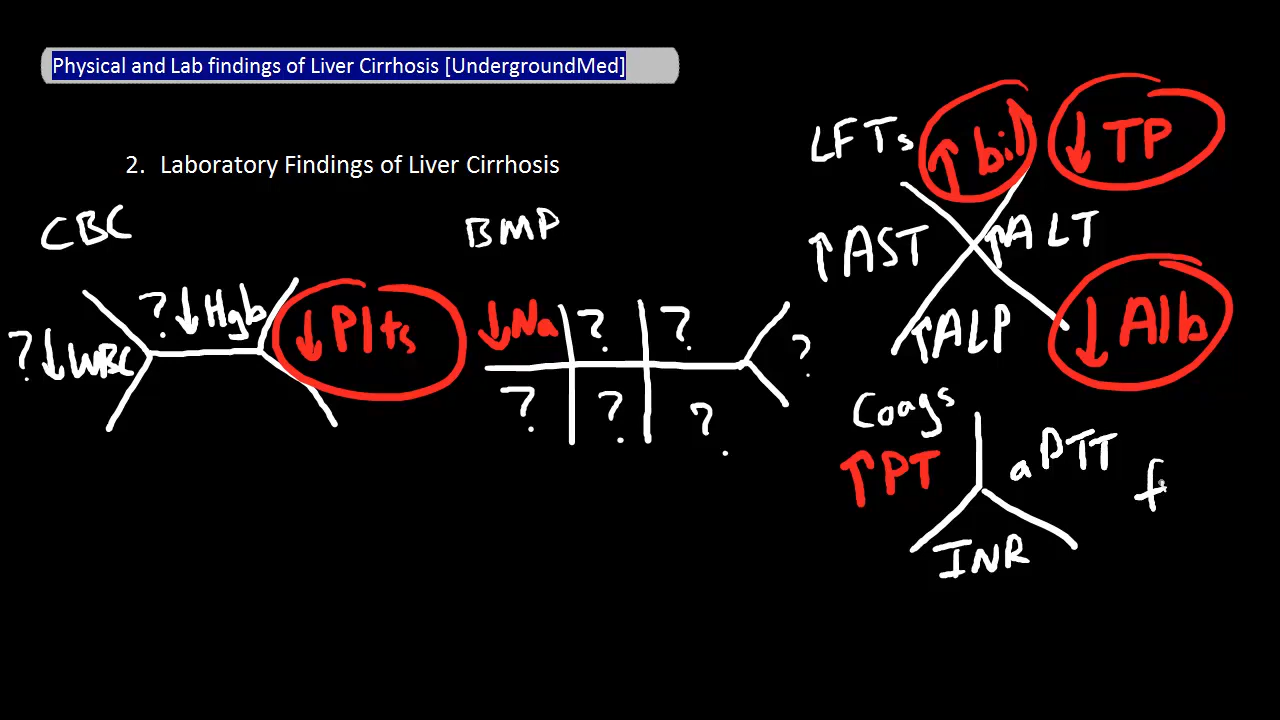 Physical and Lab findings of Liver Cirrhosis [UndergroundMed]
2. Laboratory Findings of Liver Cirrhosis
CBC
? ↓ WBC
? ↓ Hgb
↓ Plts
BMP
↓ Na
?
?
?
?
?
?
LFTs
↑ bil ↑
↓ TP
↑ AST
↑ ALT
↑ ALP
↓ Alb
Coags
↑ PT
aPTT
f
INR